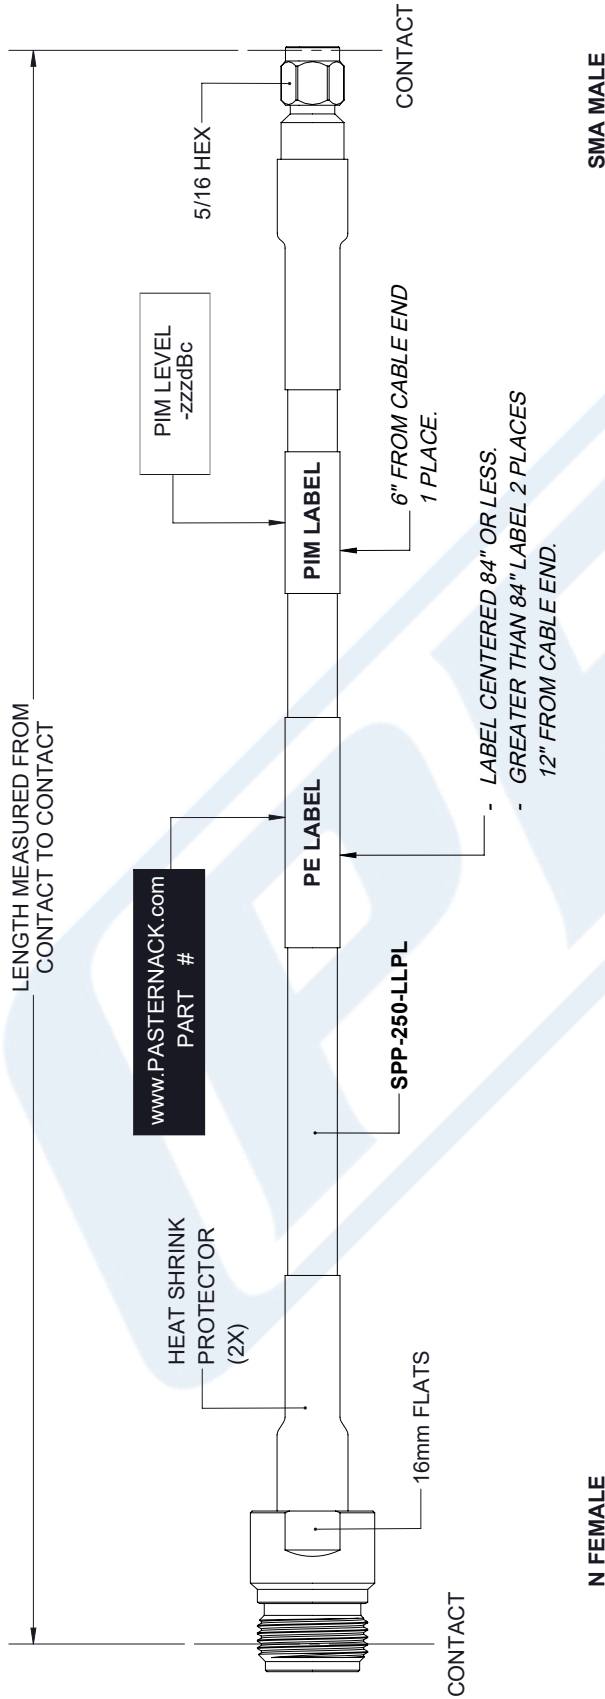 LENGTH MEASURED FROM
CONTACT TO CONTACT
www.PASTERNACK.com
PART #
PIM LEVEL
-zzzdBc
5/16 HEX
HEAT SHRINK
PROTECTOR
(2X)
PE LABEL
PIM LABEL
CONTACT
16mm FLATS
SPP-250-LLPL
6" FROM CABLE END
1 PLACE.
CONTACT
- LABEL CENTERED 84" OR LESS.
- GREATER THAN 84" LABEL 2 PLACES
12" FROM CABLE END.
N FEMALE
SMA MALE